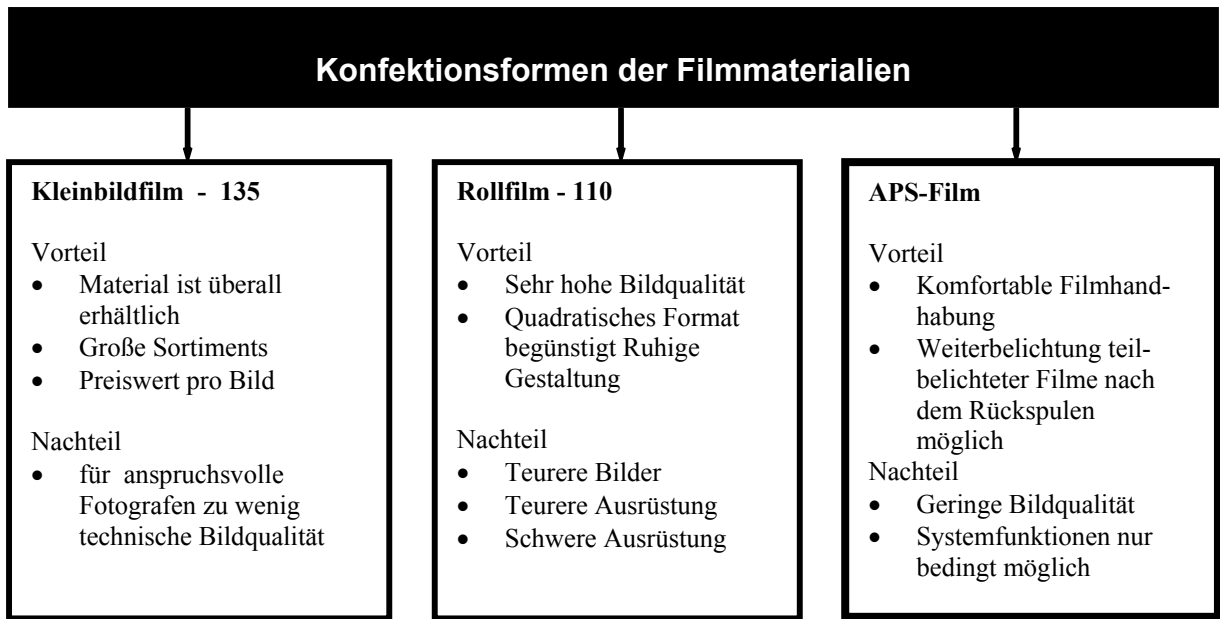 Konfektionsformen der Filmmaterialien
Kleinbildfilm - 135
Vorteil
• Material ist überall
erhältlich
• Große Sortiments
• Preiswert pro Bild
Nachteil
• für anspruchsvolle
Fotografen zu wenig
technische Bildqualität
Rollfilm - 110
Vorteil
• Sehr hohe Bildqualität
• Quadratisches Format
begünstigt Ruhige
Gestaltung
Nachteil
• Teurere Bilder
• Teurere Ausrüstung
• Schwere Ausrüstung
APS-Film
Vorteil
• Komfortable Filmhand-
habung
• Weiterbelichtung teil-
belichteter Filme nach
dem Rückspulen
möglich
Nachteil
• Geringe Bildqualität
• Systemfunktionen nur
bedingt möglich